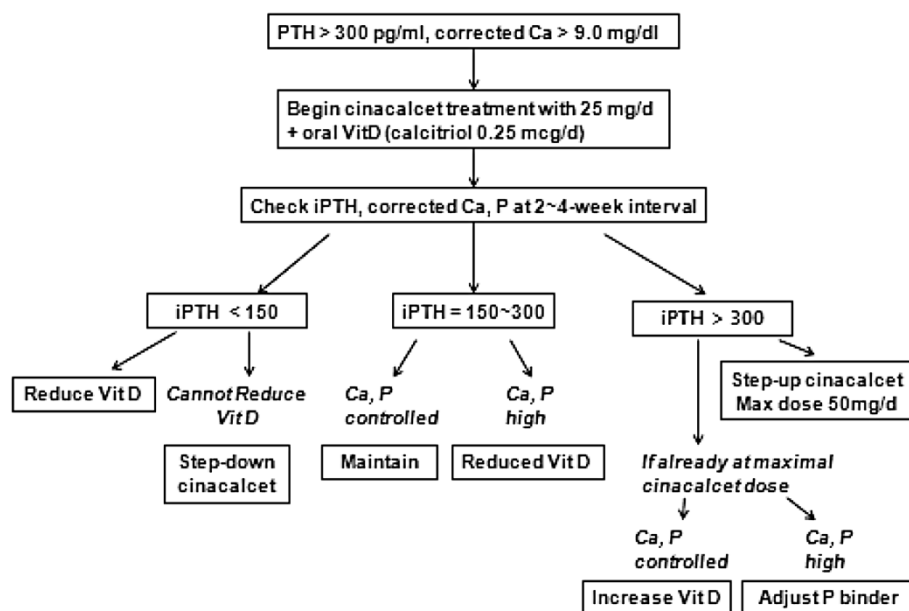 PTH > 300 pg/ml, corrected Ca > 9.0 mg/dl
Begin cinacalcet treatment with 25 mg/d
+ oral VitD (calcitriol 0.25 mcg/d)
Check iPTH, corrected Ca, P at 2~4-week interval
iPTH < 150
iPTH = 150~300
iPTH > 300
Reduce Vit D
Cannot Reduce
Vit D
Step-down
cinacalcet
Ca, P
controlled
Maintain
Ca, P
high
Reduced Vit D
Step-up cinacalcet
Max dose 50mg/d
If already at maximal
cinacalcet dose
Ca, P
controlled
Increase Vit D
Ca, P
high
Adjust P binder